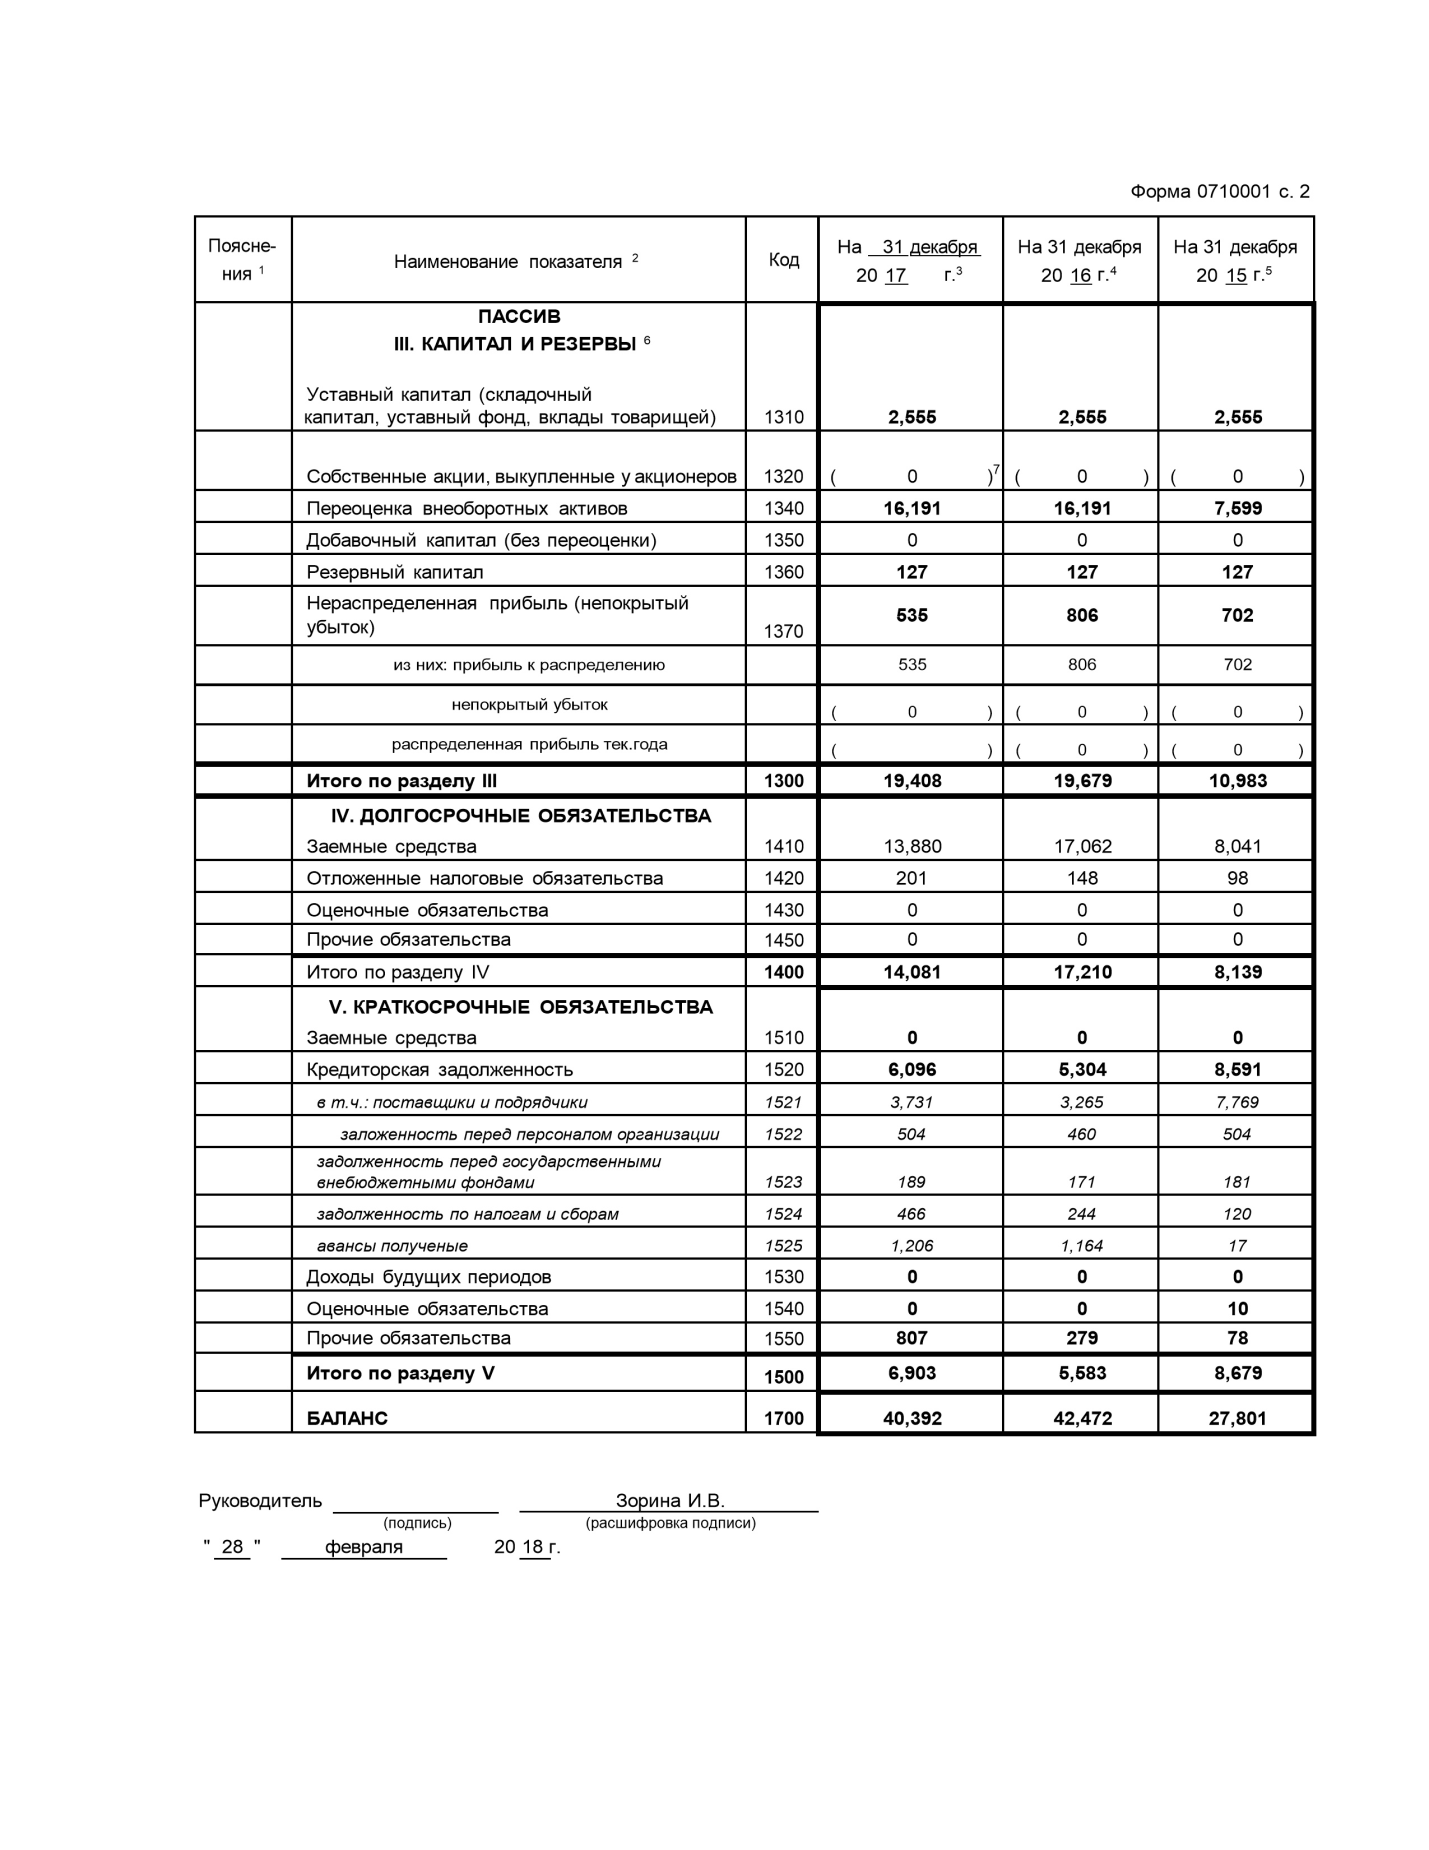 Форма 0710001 с. 2
Поясне-
ния 1
Наименование показателя 2
Код
На 31 декабря
20 17 г.3
На 31 декабря
20 16 г.4
На 31 декабря
20 15 г.5
ПАССИВ
III. КАПИТАЛ И РЕЗЕРВЫ 6
Уставный капитал (складочный
капитал, уставный фонд, вклады товарищей) 1310 2,555 2,555 2,555
Собственные акции, выкупленные у акционеров 1320 ( 0 )7 ( 0 ) ( 0 )
Переоценка внеоборотных активов 1340 16,191 16,191 7,599
Добавочный капитал (без переоценки) 1350 0 0 0
Резервный капитал 1360 127 127 127
Нераспределенная прибыль (непокрытый
убыток) 1370 535 806 702
из них: прибыль к распределению 535 806 702
непокрытый убыток ( 0 ) ( 0 ) ( 0 )
распределенная прибыль тек.года ( ) ( 0 ) ( 0 )
Итого по разделу III 1300 19,408 19,679 10,983
IV. ДОЛГОСРОЧНЫЕ ОБЯЗАТЕЛЬСТВА
Заемные средства 1410 13,880 17,062 8,041
Отложенные налоговые обязательства 1420 201 148 98
Оценочные обязательства 1430 0 0 0
Прочие обязательства 1450 0 0 0
Итого по разделу IV 1400 14,081 17,210 8,139
V. КРАТКОСРОЧНЫЕ ОБЯЗАТЕЛЬСТВА
Заемные средства 1510 0 0 0
Кредиторская задолженность 1520 6,096 5,304 8,591
в т.ч.: поставщики и подрядчики 1521 3,731 3,265 7,769
заложенность перед персоналом организации 1522 504 460 504
задолженность перед государственными
внебюджетными фондами 1523 189 171 181
задолженность по налогам и сборам 1524 466 244 120
авансы полученые 1525 1,206 1,164 17
Доходы будущих периодов 1530 0 0 0
Оценочные обязательства 1540 0 0 10
Прочие обязательства 1550 807 279 78
Итого по разделу V 1500 6,903 5,583 8,679
БАЛАНС 1700 40,392 42,472 27,801
Руководитель Зорина И.В.
(подпись) (расшифровка подписи)
" 28 " февраля 20 18 г.